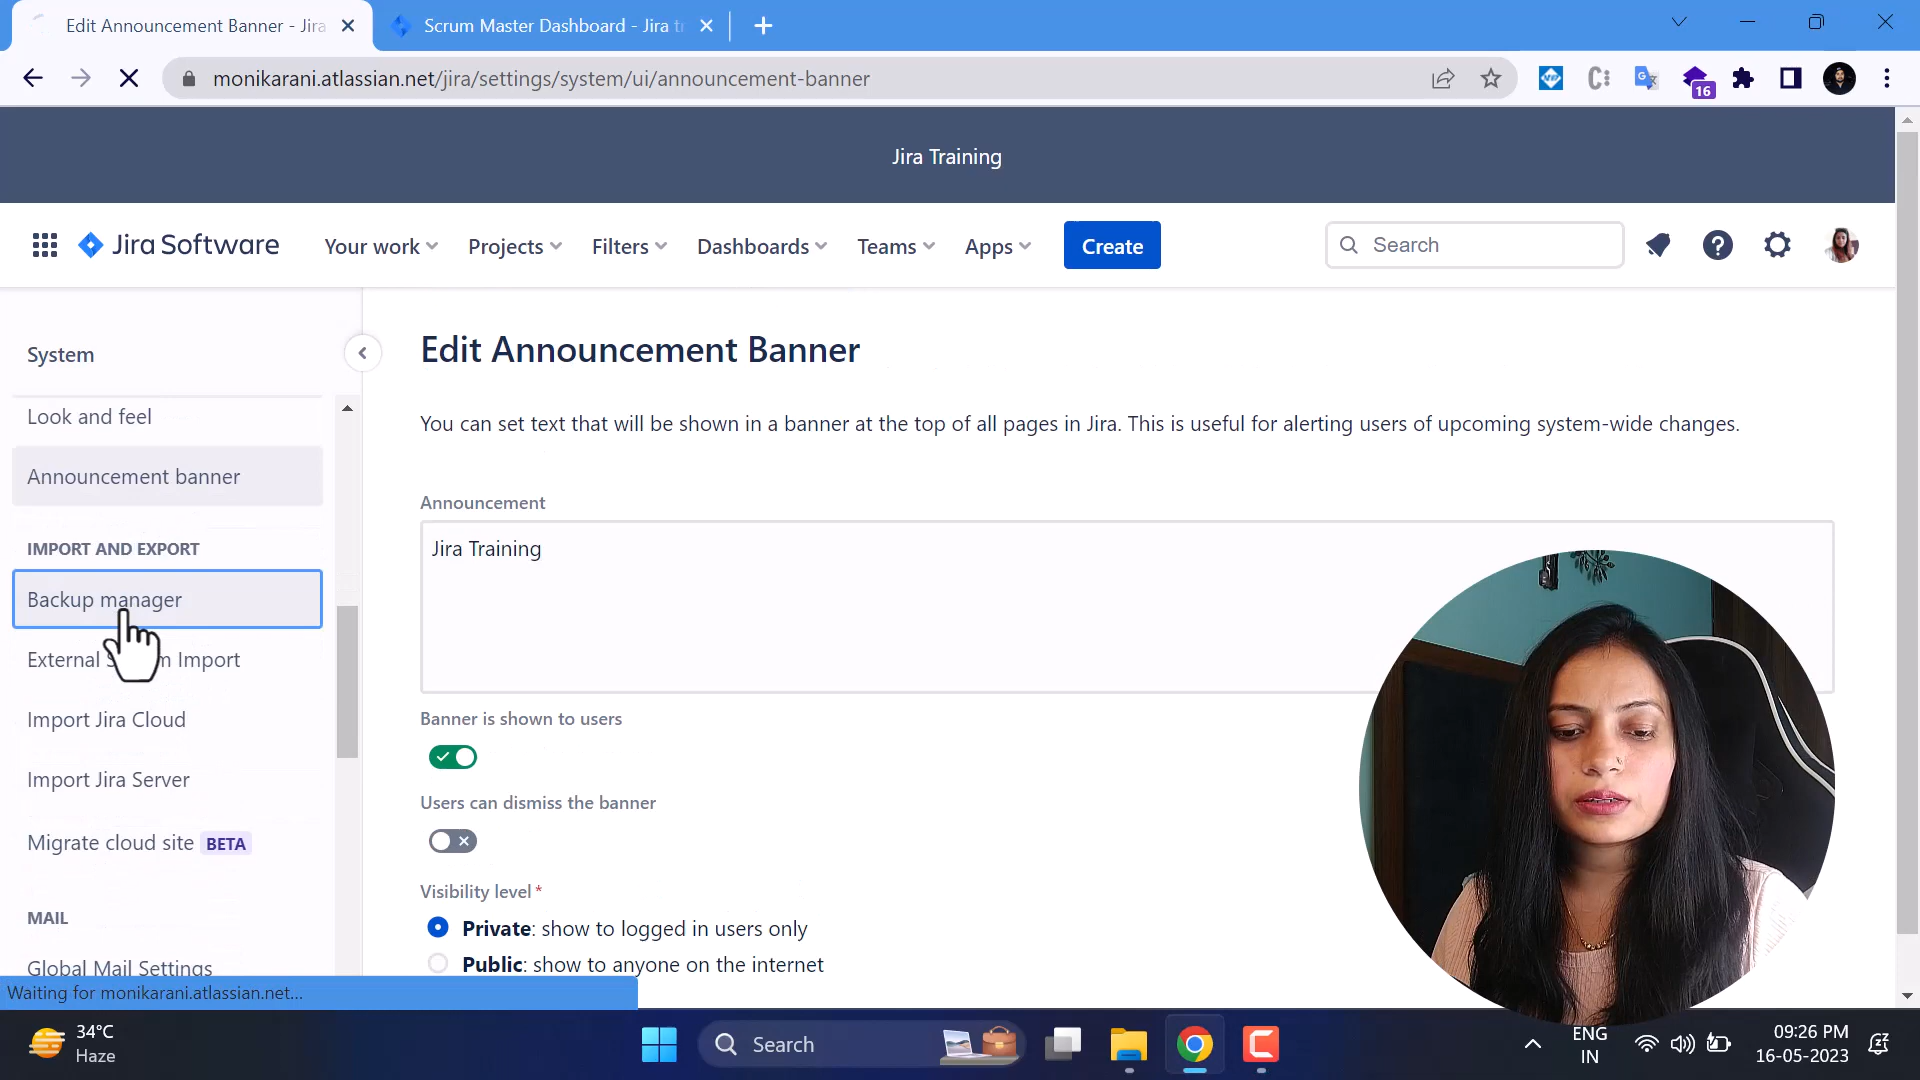 Edit Announcement Banner - Jira
Scrum Master Dashboard - Jira tr
monikarani.atlassian.net/jira/settings/system/ui/announcement-banner
16
Jira Training
Jira Software
Your work
Projects
Filters
Dashboards
Teams
Apps
Create
Search
System
Look and feel
Announcement banner
IMPORT AND EXPORT
Backup manager
External Import
Import Jira Cloud
Import Jira Server
Migrate cloud site BETA
MAIL
Global Mail Settings
Waiting for monikarani.atlassian.net...
Edit Announcement Banner
You can set text that will be shown in a banner at the top of all pages in Jira. This is useful for alerting users of upcoming system-wide changes.
Announcement
Jira Training
Banner is shown to users
Users can dismiss the banner
Visibility level *
Private: show to logged in users only
Public: show to anyone on the internet
34°C
Haze
Search
ENG
IN
09:26 PM
16-05-2023